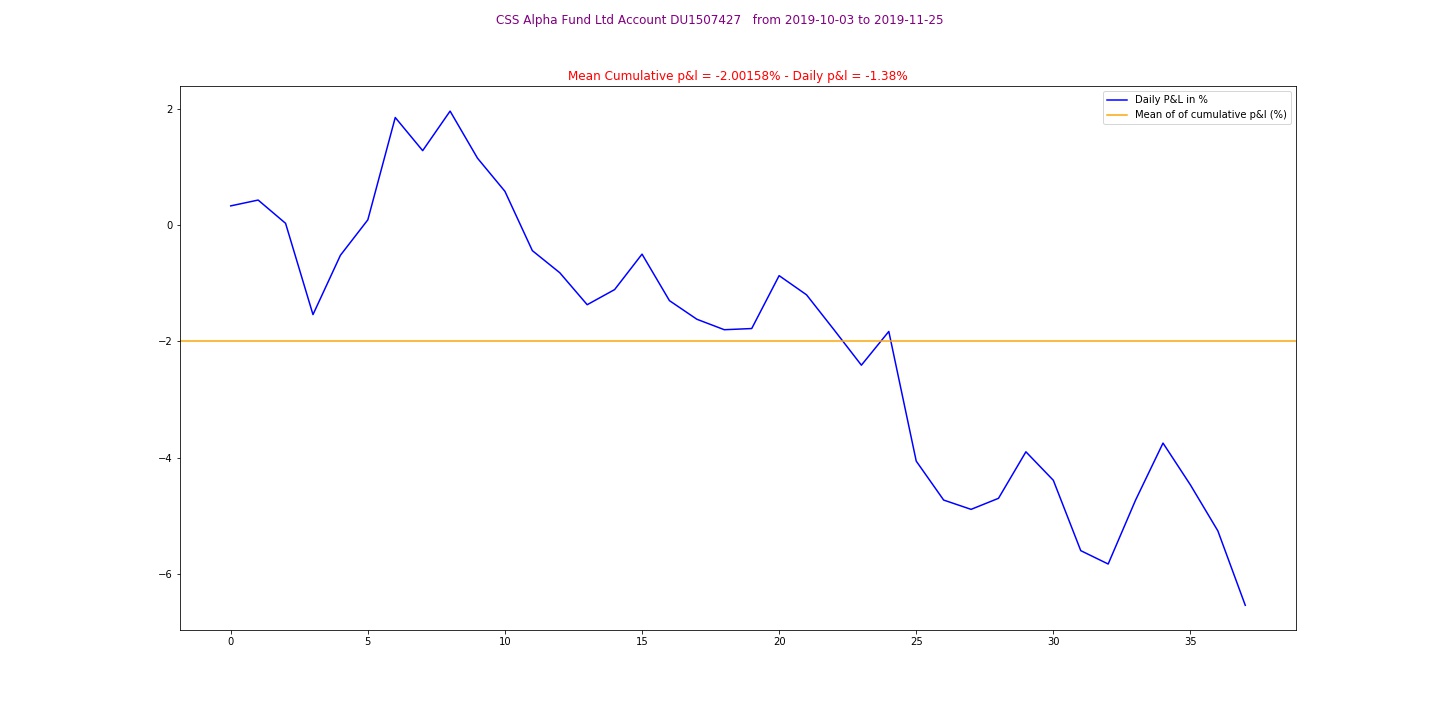 CSS Alpha Fund Ltd Account DU1507427   from 2019-10-03 to 2019-11-25
Mean Cumulative p&l = -2.00158% - Daily p&l = -1.38%
Daily P&L in %
Mean of of cumulative p&l (%)
2
0
−2
−4
−6
0 5 10 15 20 25 30 35